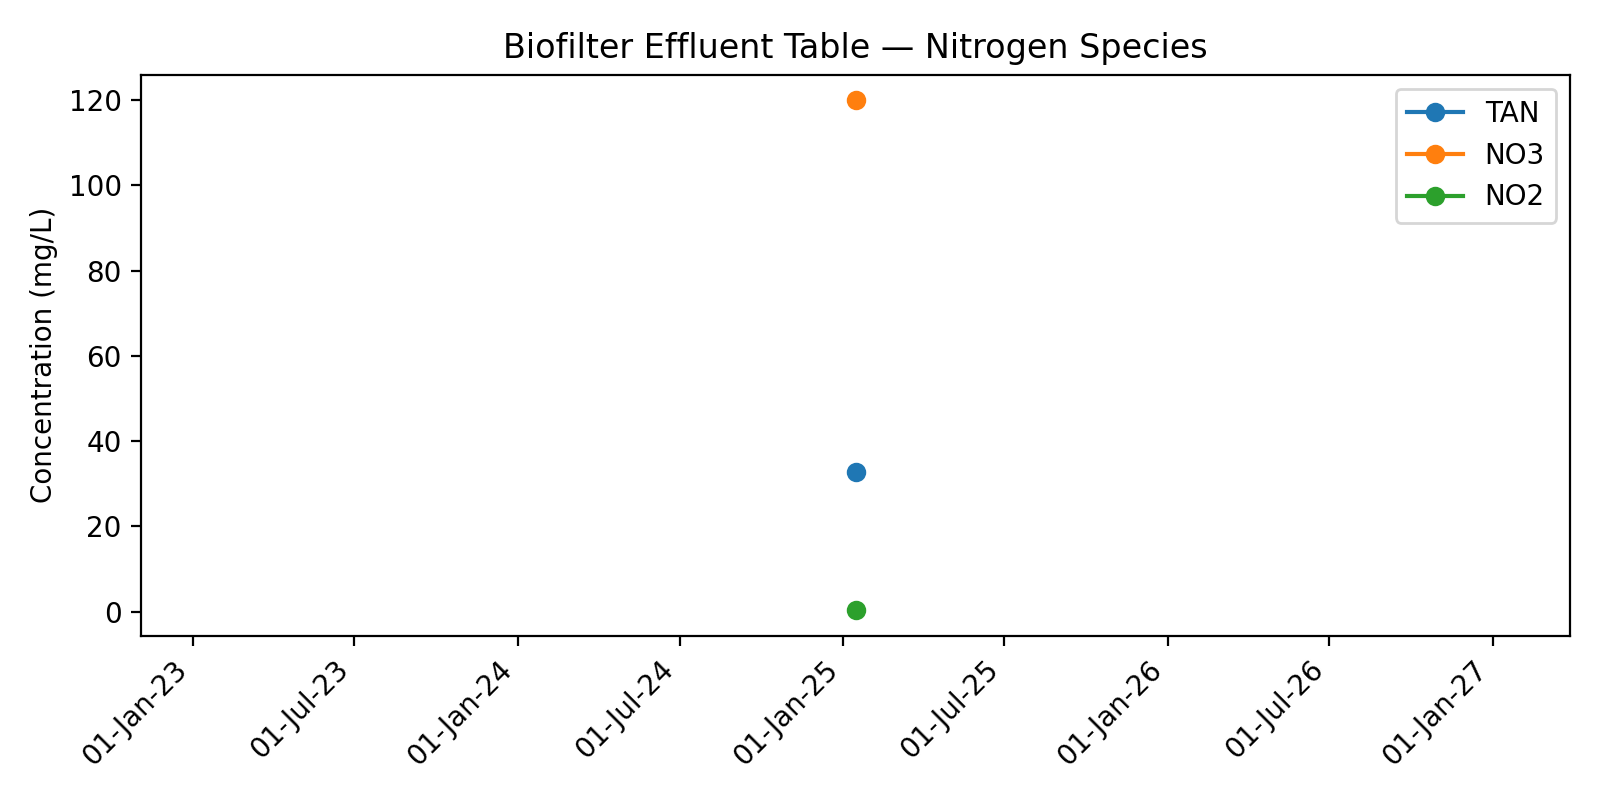 Biofilter Effluent Table — Nitrogen Species
Concentration (mg/L)
120
100
80
60
40
20
0
TAN
NO3
NO2
01-Jan-23
01-Jul-23
01-Jan-24
01-Jul-24
01-Jan-25
01-Jul-25
01-Jan-26
01-Jul-26
01-Jan-27